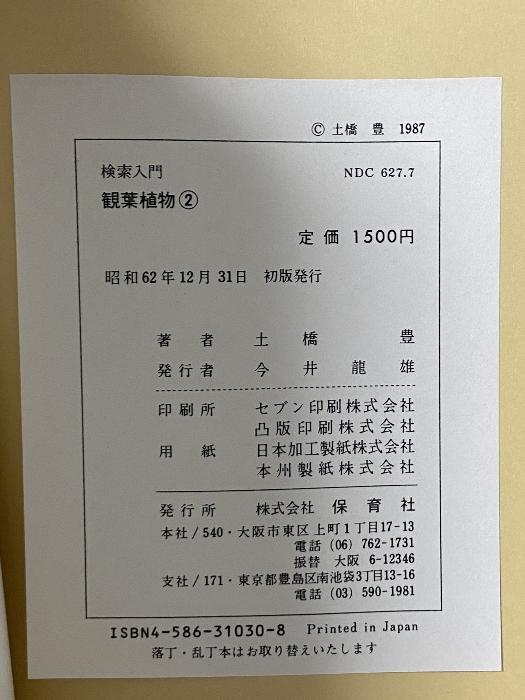 © 土橋 豊 1987
検索入門 NDC 627.7
観葉植物②
定価 1500円
昭和62年12月31日 初版発行
著者 土橋 豊
発行者 今井龍雄
印刷所 セブン印刷株式会社
凸版印刷株式会社
用紙 日本加工製紙株式会社
本州製紙株式会社
発行所 株式会社 保育社
本社/540・大阪市東区上町1丁目17-13
電話 (06) 762-1731
振替 大阪 6-12346
支社/171・東京都豊島区南池袋3丁目13-16
電話 (03) 590-1981
ISBN4-586-31030-8 Printed in Japan
落丁・乱丁本はお取り替えいたします